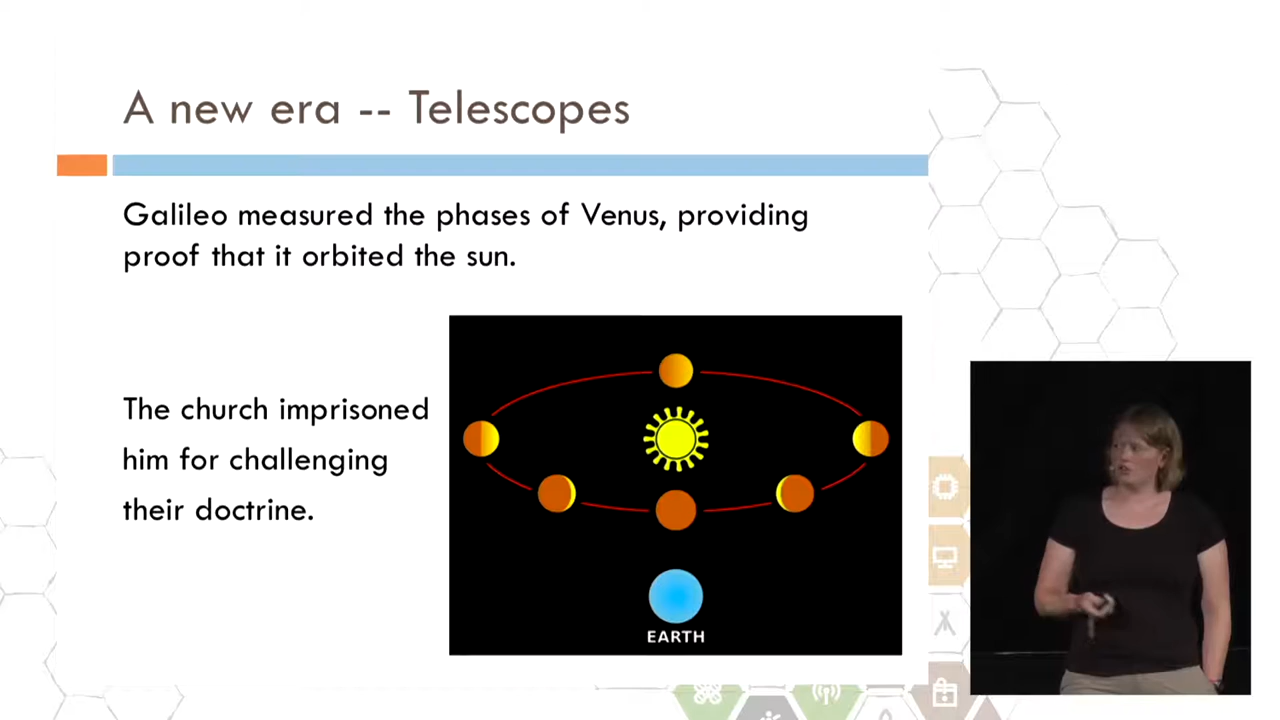 A new era -- Telescopes
Galileo measured the phases of Venus, providing
proof that it orbited the sun.
The church imprisoned
him for challenging
their doctrine.
EARTH